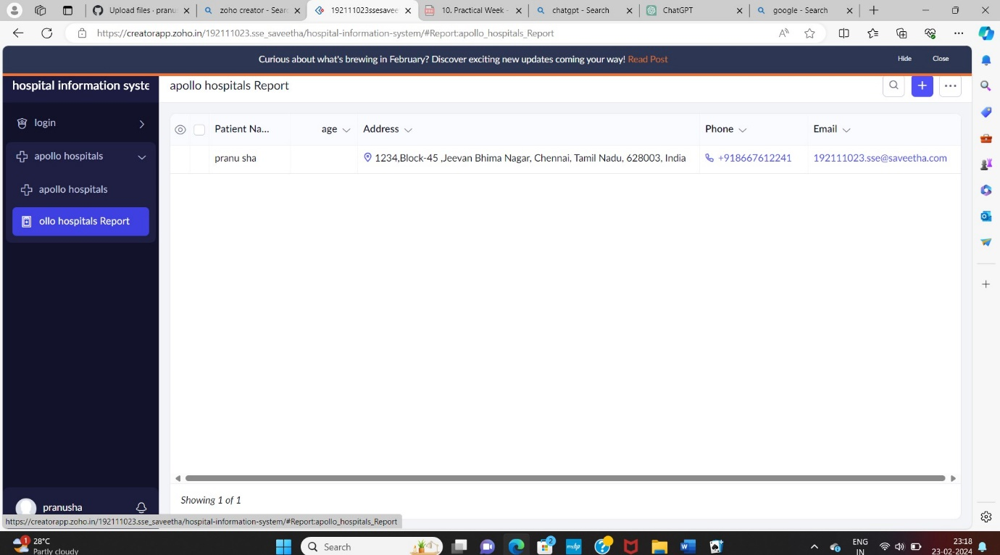 Upload files · pranu
zoho creator - Sear
192111023ssesavee
10. Practical Week -
chatgpt - Search
ChatGPT
google - Search
https://creatorapp.zoho.in/192111023.sse_saveetha/hospital-information-system/#Report:apollo_hospitals_Report
Curious about what's brewing in February? Discover exciting new updates coming your way! Read Post
Hide
Close
hospital information syste
apollo hospitals Report
login
Patient Na...
age
Address
Phone
Email
apollo hospitals
pranu sha
1234,Block-45 ,Jeevan Bhima Nagar, Chennai, Tamil Nadu, 628003, India
+918667612241
192111023.sse@saveetha.com
apollo hospitals
ollo hospitals Report
Showing 1 of 1
pranusha
https://creatorapp.zoho.in/192111023.sse_saveetha/hospital-information-system/#Report:apollo_hospitals_Report
1
28°C
Partly cloudy
Search
2
mhp
ENG
IN
23:18
23-02-2024